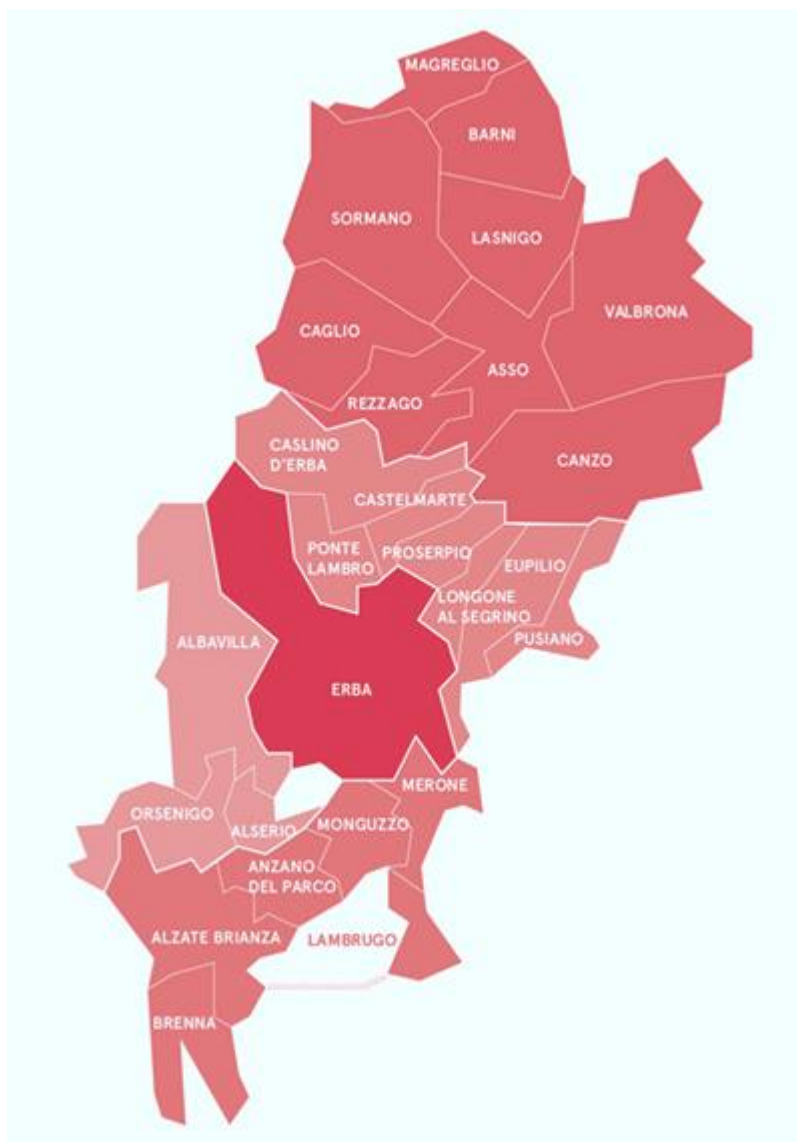 MAGREGLIO
BARNI
SORMANO
LASNIGO
VALBRONA
CAGLIO
ASSO
REZZAGO
CASLINO
D'ERBA
CANZO
CASTELMARTE
PONTE
LAMBRO
PROSERPIO
EUPILIO
LONGONE
AL SEGRINO
PUSIANO
ALBAVILLA
ERBA
MERONE
ORSENIGO
ALSERIO
MONGUZZO
ANZANO
DEL PARCO
ALZATE BRIANZA
LAMBRUGO
BRENNA